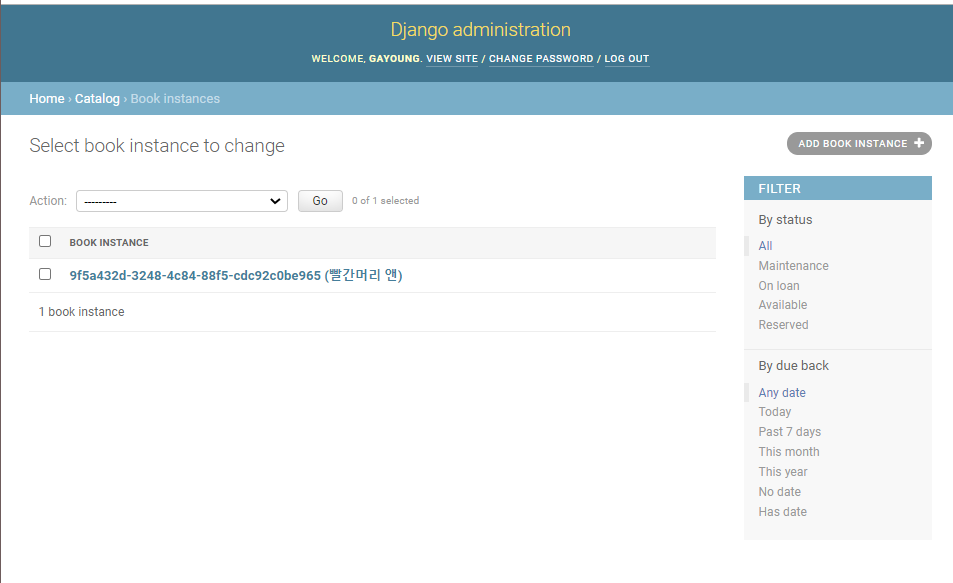 Django administration
WELCOME, GAYOUNG. VIEW SITE / CHANGE PASSWORD / LOG OUT
Home › Catalog › Book instances
Select book instance to change
ADD BOOK INSTANCE +
Action: --------- Go 0 of 1 selected
BOOK INSTANCE
9f5a432d-3248-4c84-88f5-cdc92c0be965 (빨간머리 앤)
1 book instance
FILTER
By status
All
Maintenance
On loan
Available
Reserved
By due back
Any date
Today
Past 7 days
This month
This year
No date
Has date